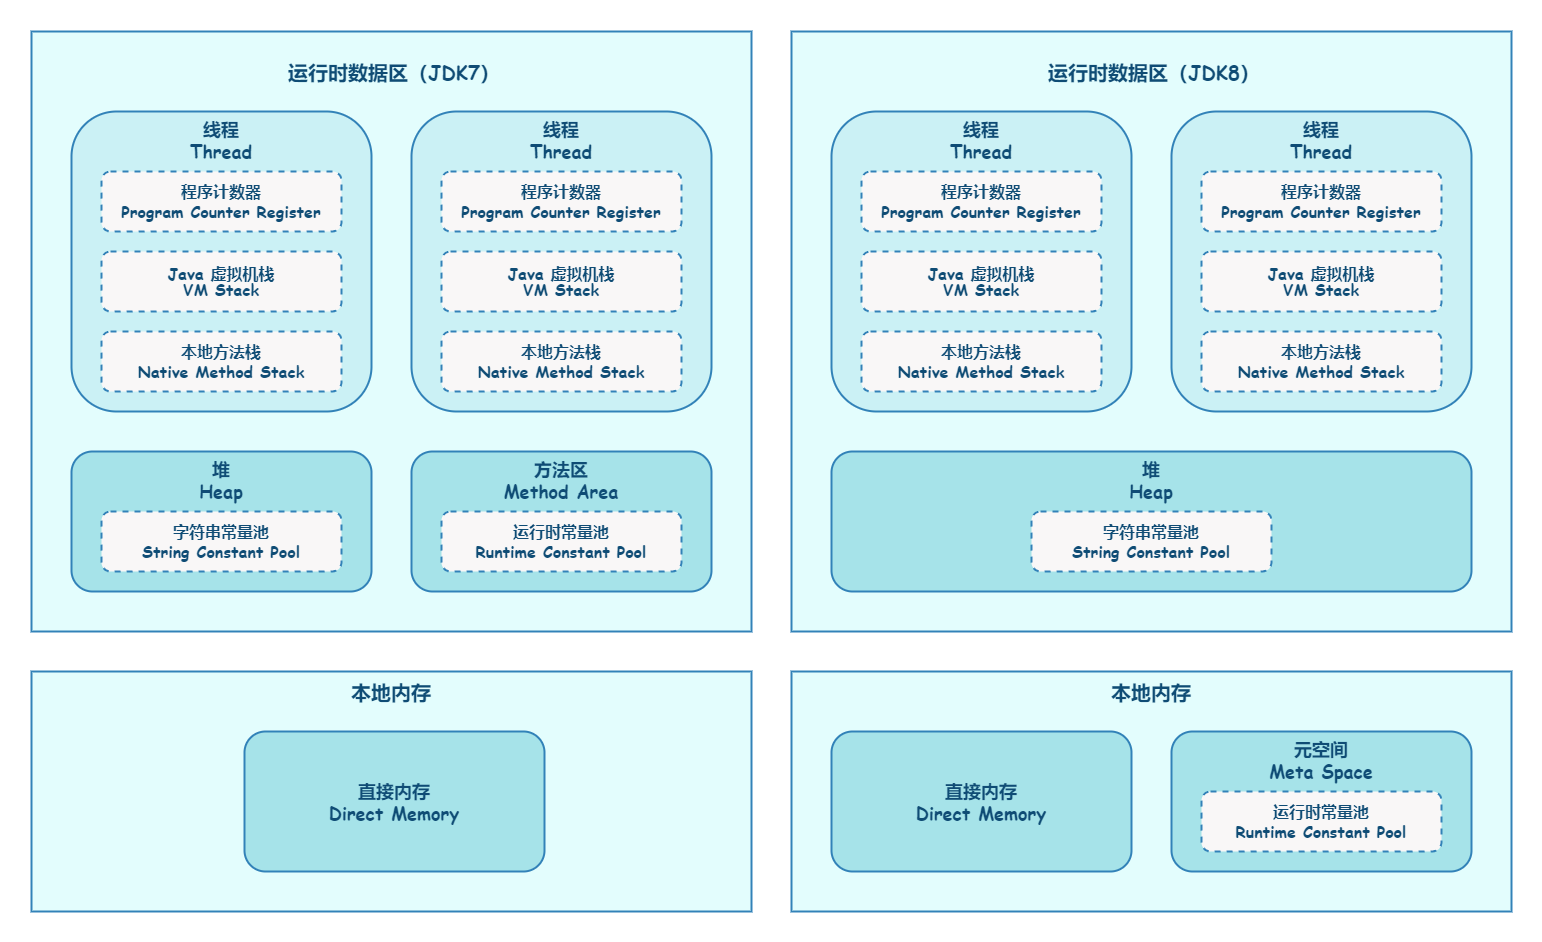 运行时数据区（JDK7）
线程
Thread
程序计数器
Program Counter Register
Java 虚拟机栈
VM Stack
本地方法栈
Native Method Stack
线程
Thread
程序计数器
Program Counter Register
Java 虚拟机栈
VM Stack
本地方法栈
Native Method Stack
堆
Heap
字符串常量池
String Constant Pool
方法区
Method Area
运行时常量池
Runtime Constant Pool
本地内存
直接内存
Direct Memory
运行时数据区（JDK8）
线程
Thread
程序计数器
Program Counter Register
Java 虚拟机栈
VM Stack
本地方法栈
Native Method Stack
线程
Thread
程序计数器
Program Counter Register
Java 虚拟机栈
VM Stack
本地方法栈
Native Method Stack
堆
Heap
字符串常量池
String Constant Pool
本地内存
直接内存
Direct Memory
元空间
Meta Space
运行时常量池
Runtime Constant Pool